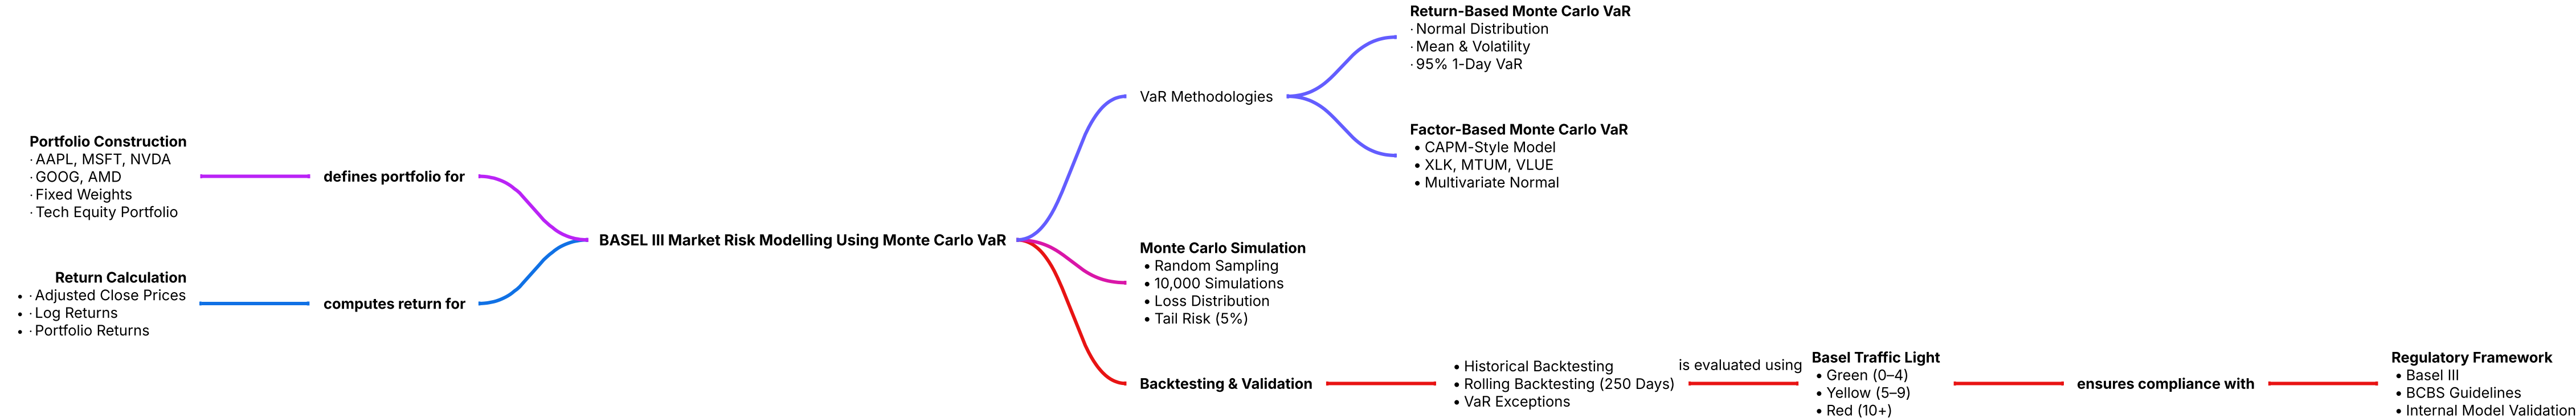 Portfolio Construction
· AAPL, MSFT, NVDA
· GOOG, AMD
· Fixed Weights
· Tech Equity Portfolio
defines portfolio for
Return Calculation
• · Adjusted Close Prices
• · Log Returns
• · Portfolio Returns
computes return for
BASEL III Market Risk Modelling Using Monte Carlo VaR
VaR Methodologies
Return-Based Monte Carlo VaR
· Normal Distribution
· Mean & Volatility
· 95% 1-Day VaR
Factor-Based Monte Carlo VaR
• CAPM-Style Model
• XLK, MTUM, VLUE
• Multivariate Normal
Monte Carlo Simulation
• Random Sampling
• 10,000 Simulations
• Loss Distribution
• Tail Risk (5%)
Backtesting & Validation
• Historical Backtesting
• Rolling Backtesting (250 Days)
• VaR Exceptions
is evaluated using
Basel Traffic Light
• Green (0–4)
• Yellow (5–9)
• Red (10+)
ensures compliance with
Regulatory Framework
• Basel III
• BCBS Guidelines
• Internal Model Validation